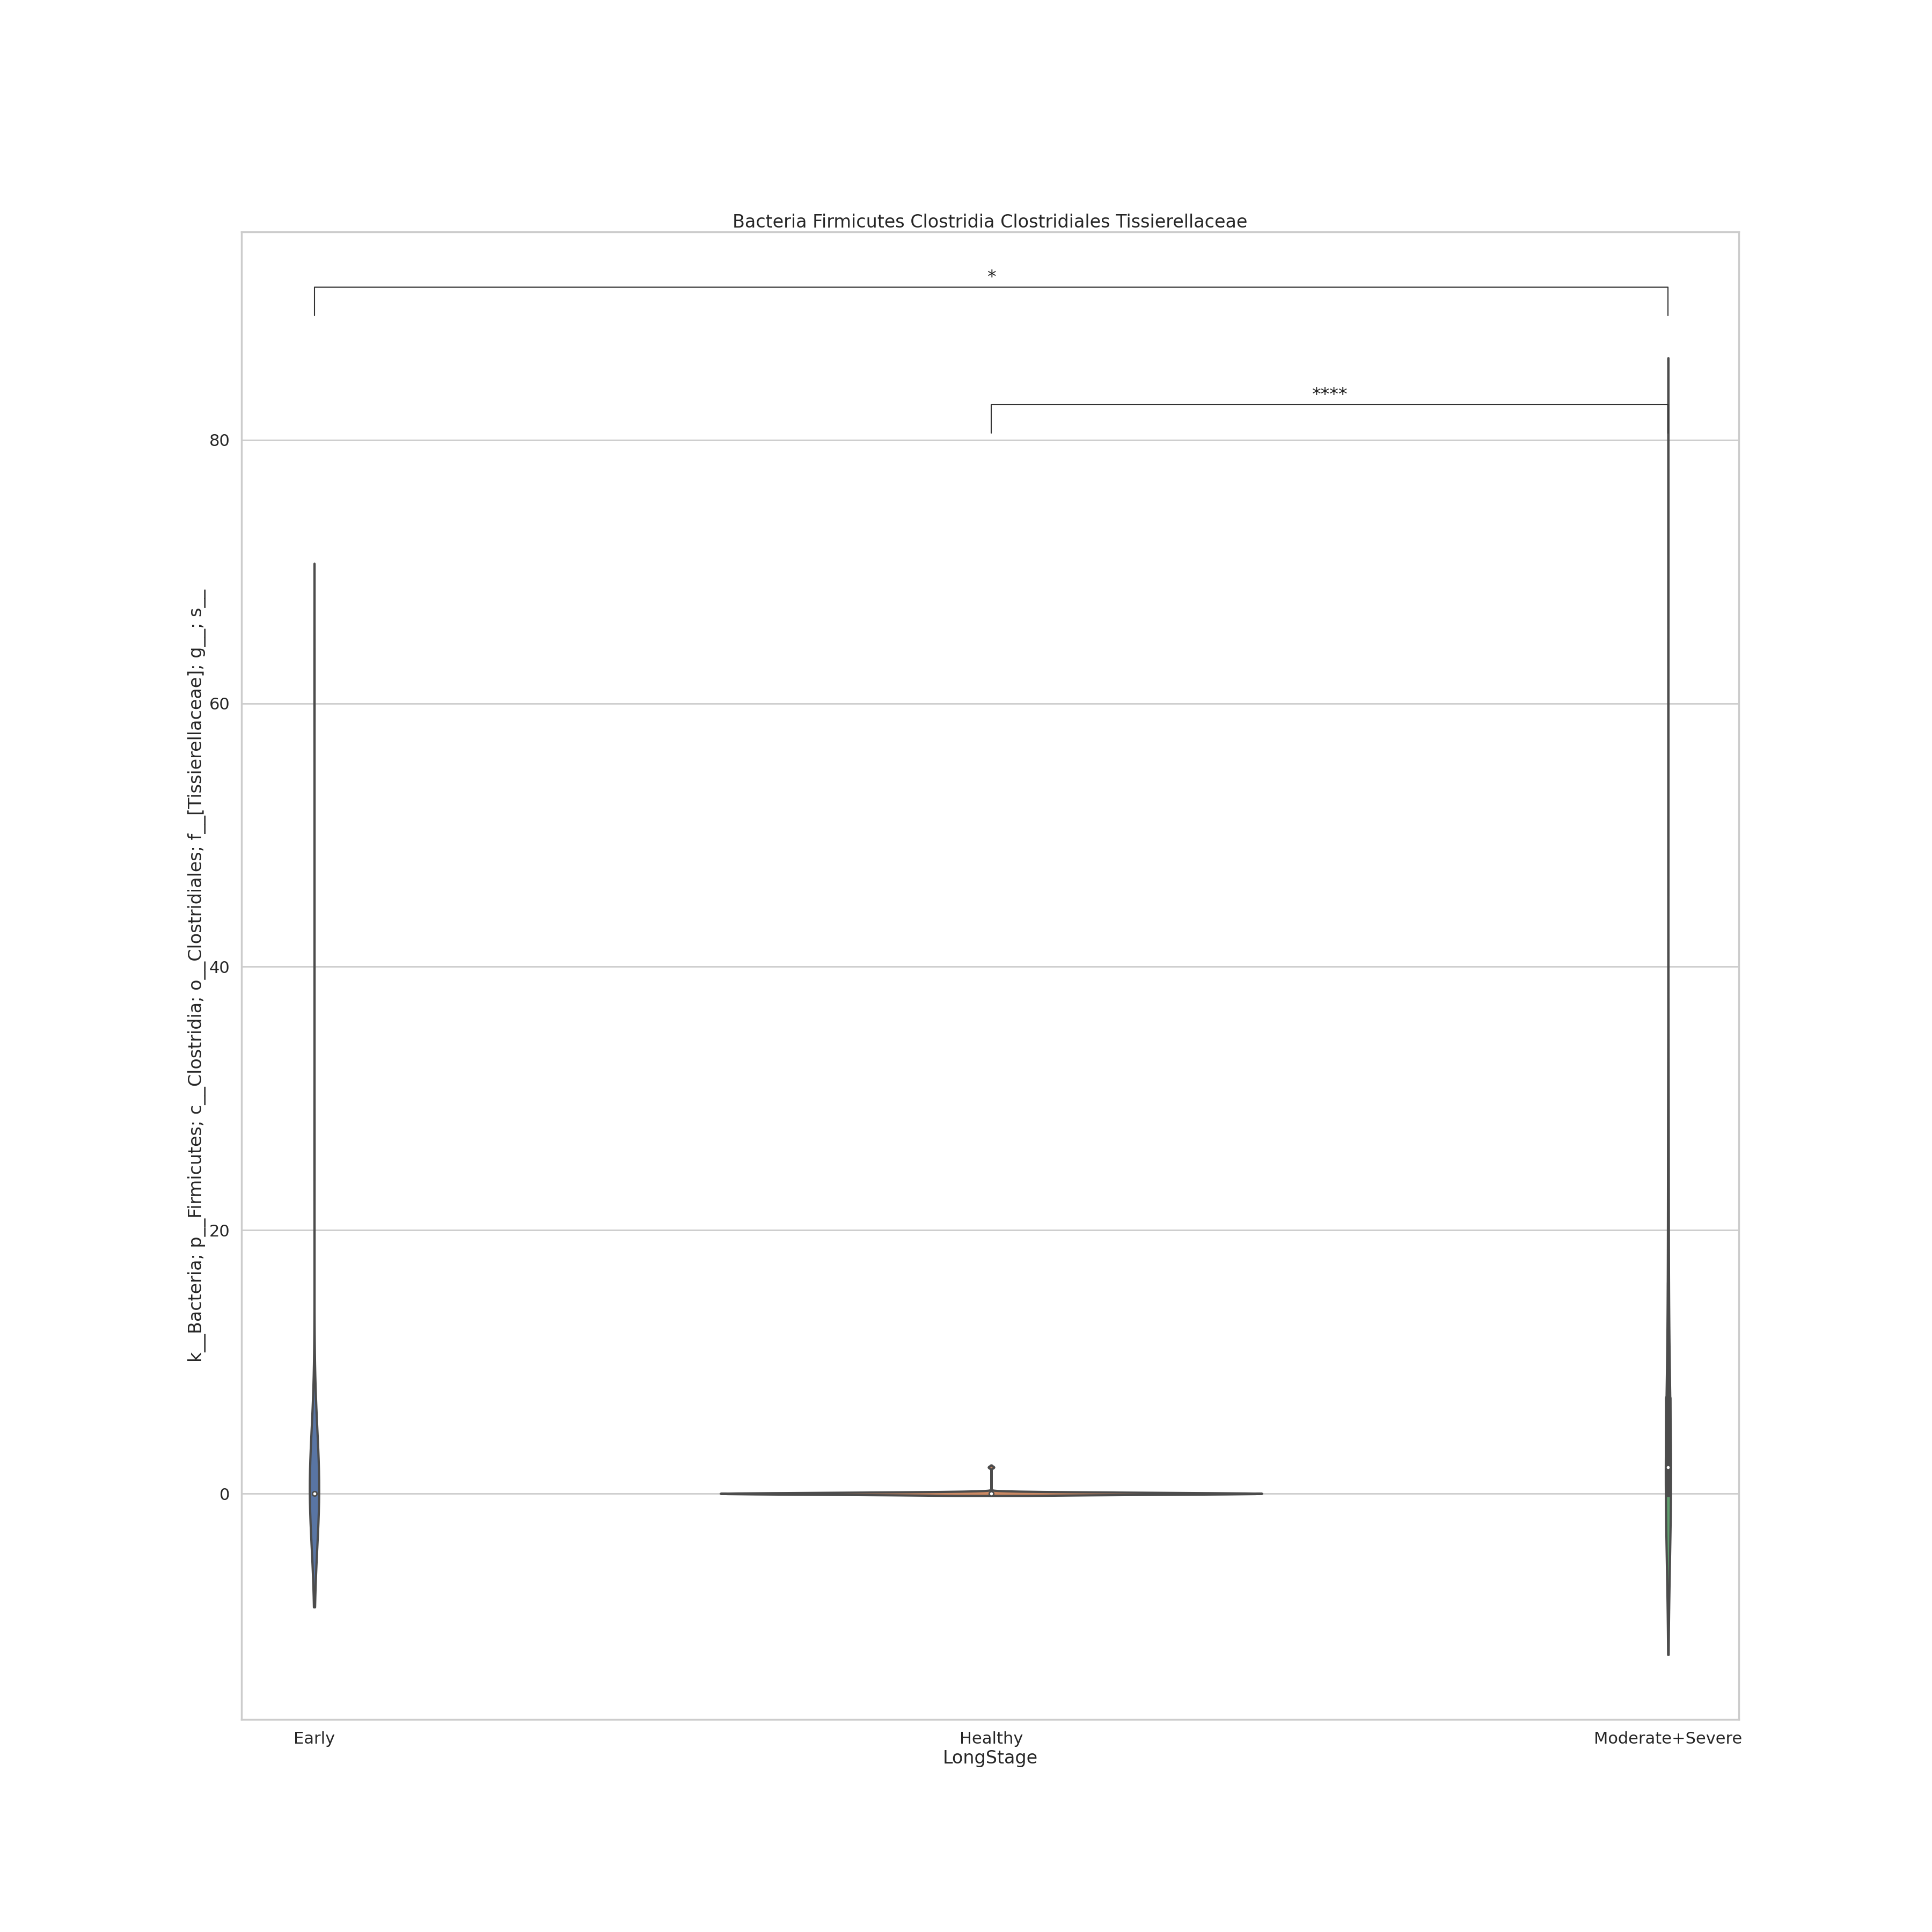 Bacteria Firmicutes Clostridia Clostridiales Tissierellaceae
*
****
80
60
40
20
0
k__Bacteria; p__Firmicutes; c__Clostridia; o__Clostridiales; f__[Tissierellaceae]; g__; s__
Early Healthy Moderate+Severe
LongStage